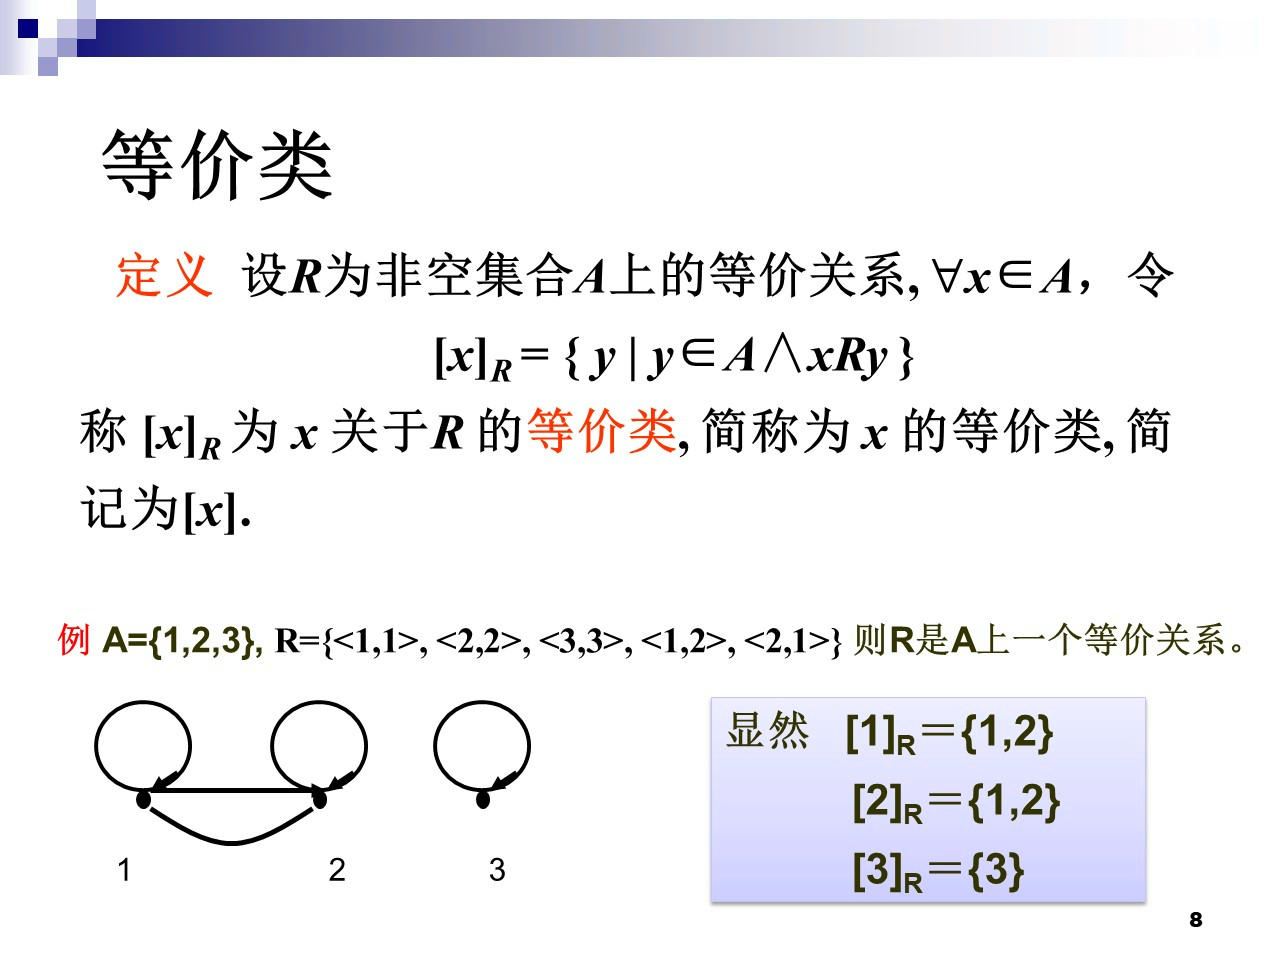 等价类
定义 设R为非空集合A上的等价关系, ∀x∈A，令
[x]R = { y | y∈A∧xRy }
称 [x]R 为 x 关于R 的等价类, 简称为 x 的等价类, 简
记为[x].
例 A={1,2,3}, R={<1,1>, <2,2>, <3,3>, <1,2>, <2,1>} 则R是A上一个等价关系。
显然 [1]R＝{1,2}
[2]R＝{1,2}
[3]R＝{3}
1 2 3
8